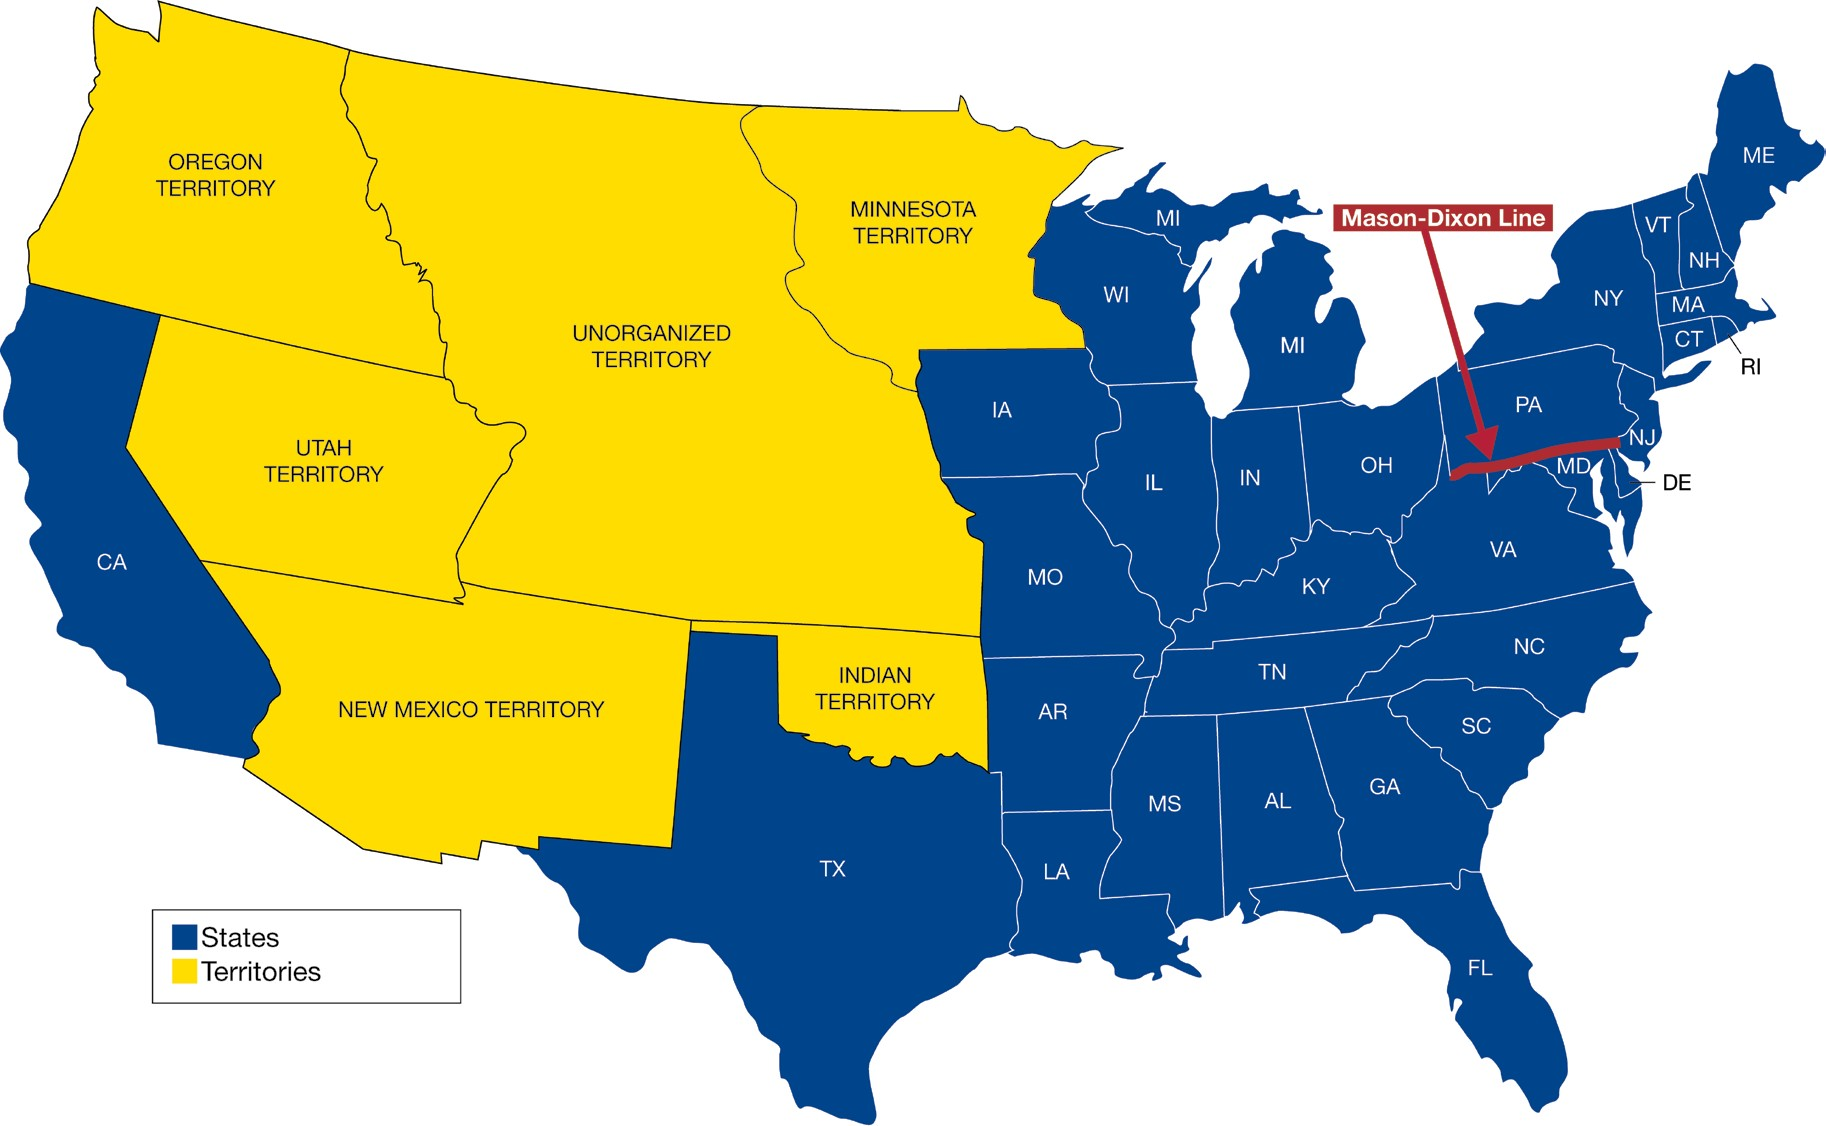 OREGON
TERRITORY
ME
MINNESOTA
TERRITORY
MI
Mason-Dixon Line
VT
NH
WI
NY
MA
UNORGANIZED
TERRITORY
MI
CT
RI
IA
PA
UTAH
TERRITORY
NJ
IL
IN
OH
MD
DE
CA
MO
KY
VA
INDIAN
TERRITORY
TN
NC
NEW MEXICO TERRITORY
AR
SC
MS
AL
GA
TX
LA
States
Territories
FL